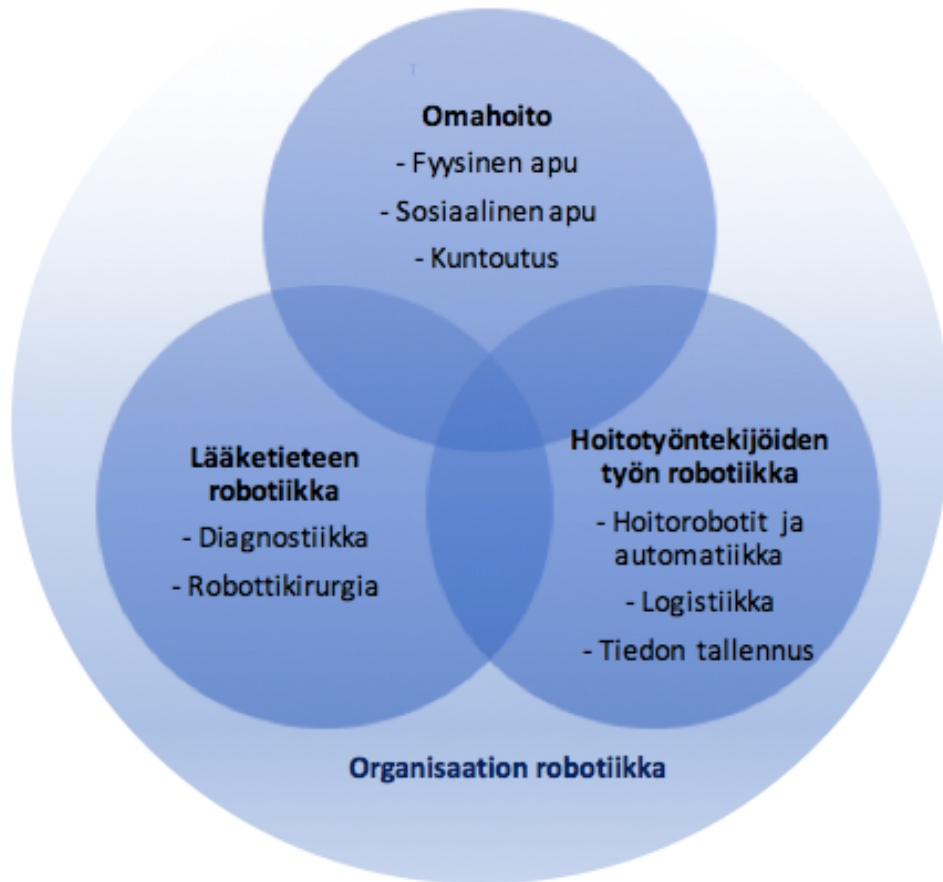 Omahoito
- Fyysinen apu
- Sosiaalinen apu
- Kuntoutus
Lääketieteen
robotiikka
- Diagnostiikka
- Robottikirurgia
Hoitotyöntekijöiden
työn robotiikka
- Hoitorobotit ja
automatiikka
- Logistiikka
- Tiedon tallennus
Organisaation robotiikka